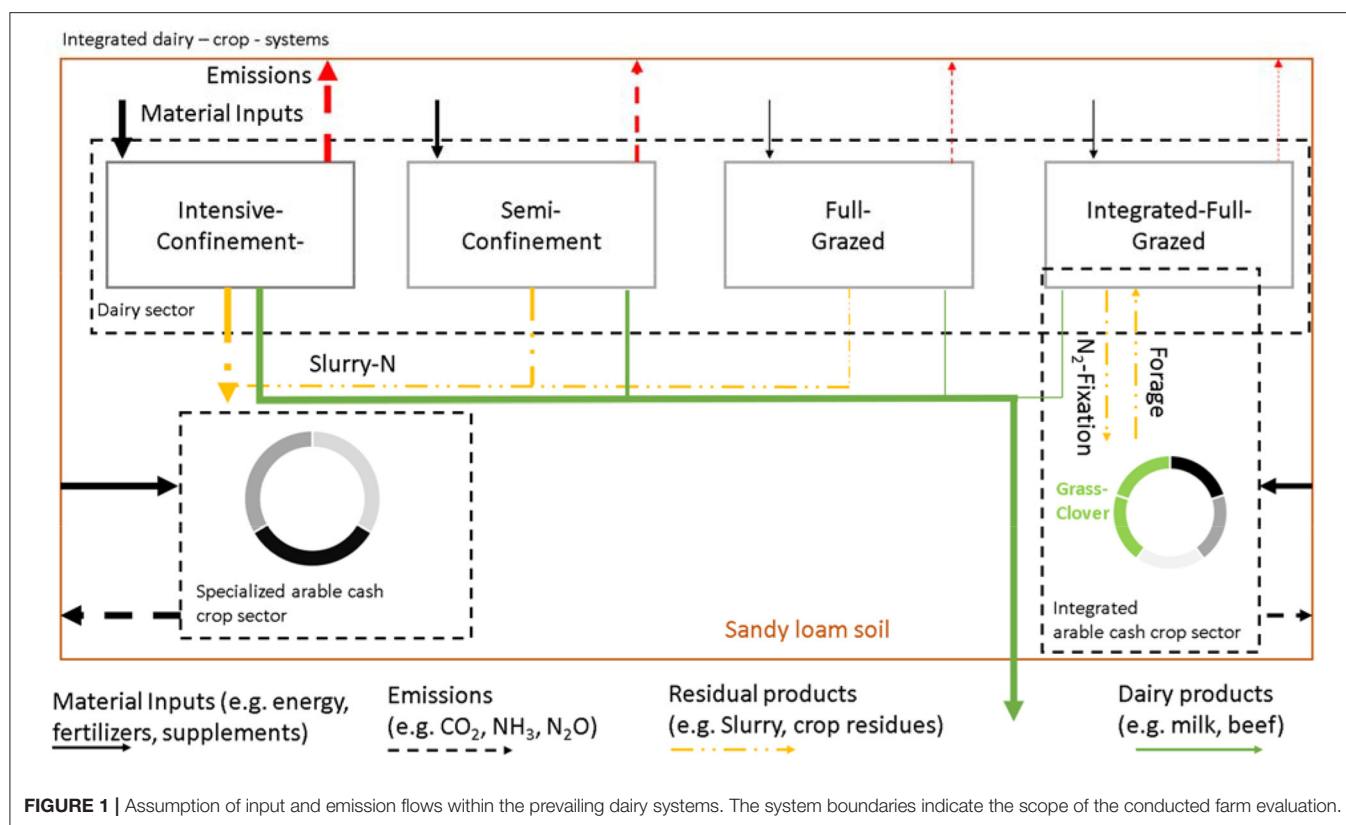 Integrated dairy – crop - systems
Emissions
Material Inputs
Intensive-
Confinement-
Semi-
Confinement
Full-
Grazed
Integrated-Full-
Grazed
Dairy sector
Slurry-N
N₂-Fixation
Forage
Grass-
Clover
Specialized arable cash
crop sector
Integrated
arable cash crop sector
Sandy loam soil
Material Inputs (e.g. energy,
fertilizers, supplements)
Emissions
(e.g. CO₂, NH₃, N₂O)
Residual products
(e.g. Slurry, crop residues)
Dairy products
(e.g. milk, beef)
FIGURE 1 | Assumption of input and emission flows within the prevailing dairy systems. The system boundaries indicate the scope of the conducted farm evaluation.